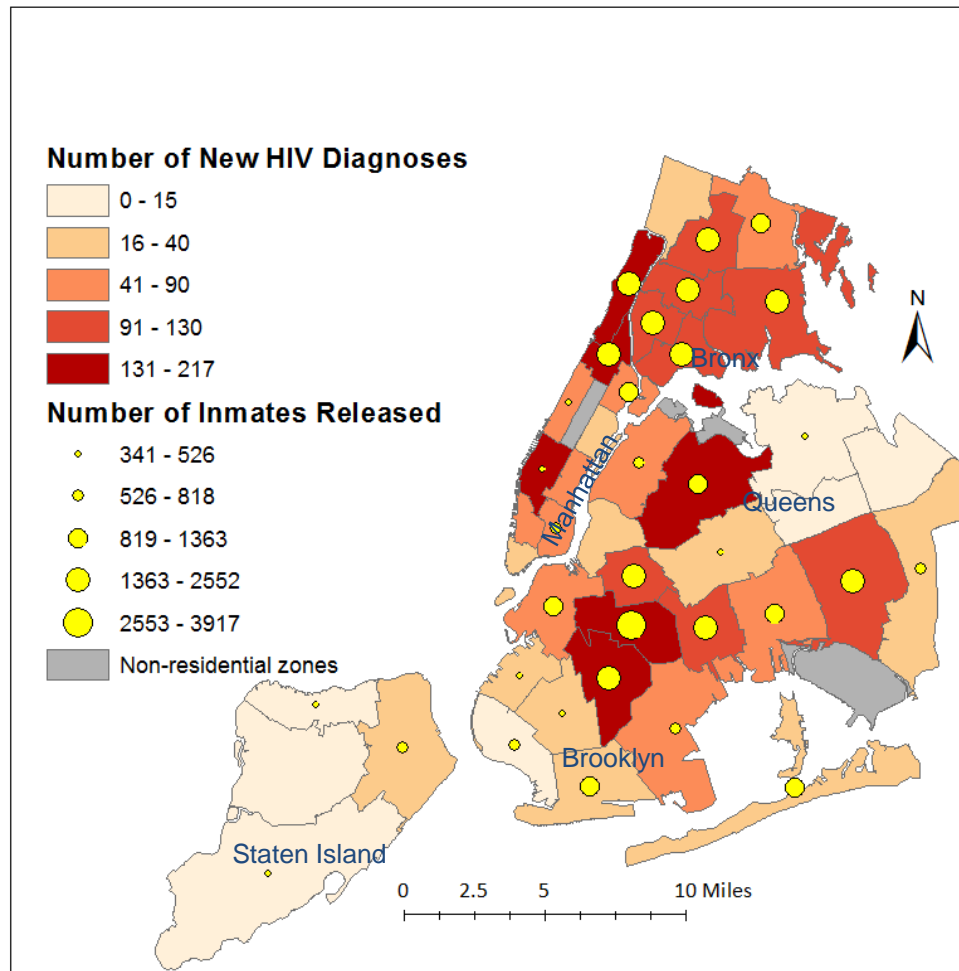 Number of New HIV Diagnoses
0 - 15
16 - 40
41 - 90
91 - 130
131 - 217
Number of Inmates Released
341 - 526
526 - 818
819 - 1363
1363 - 2552
2553 - 3917
Non-residential zones
N
Bronx
Manhattan
Queens
Brooklyn
Staten Island
0 2.5 5 10 Miles